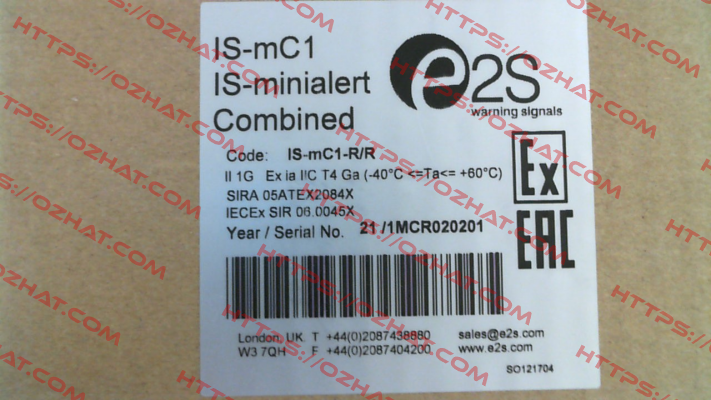 IS-mC1
IS-minialert
Combined
e2S
warning signals
Code: IS-mC1-R/R
II 1G Ex ia IIC T4 Ga (-40°C <=Ta<= +60°C)
SIRA 05ATEX2084X
IECEx SIR 06.0045X
Year / Serial No. 21 /1MCR020201
Ex
EAC
London, UK. T +44(0)2087438880 sales@e2s.com
W3 7QH F +44(0)2087404200 www.e2s.com
SO121704
HTTPS://OZHAT.COM